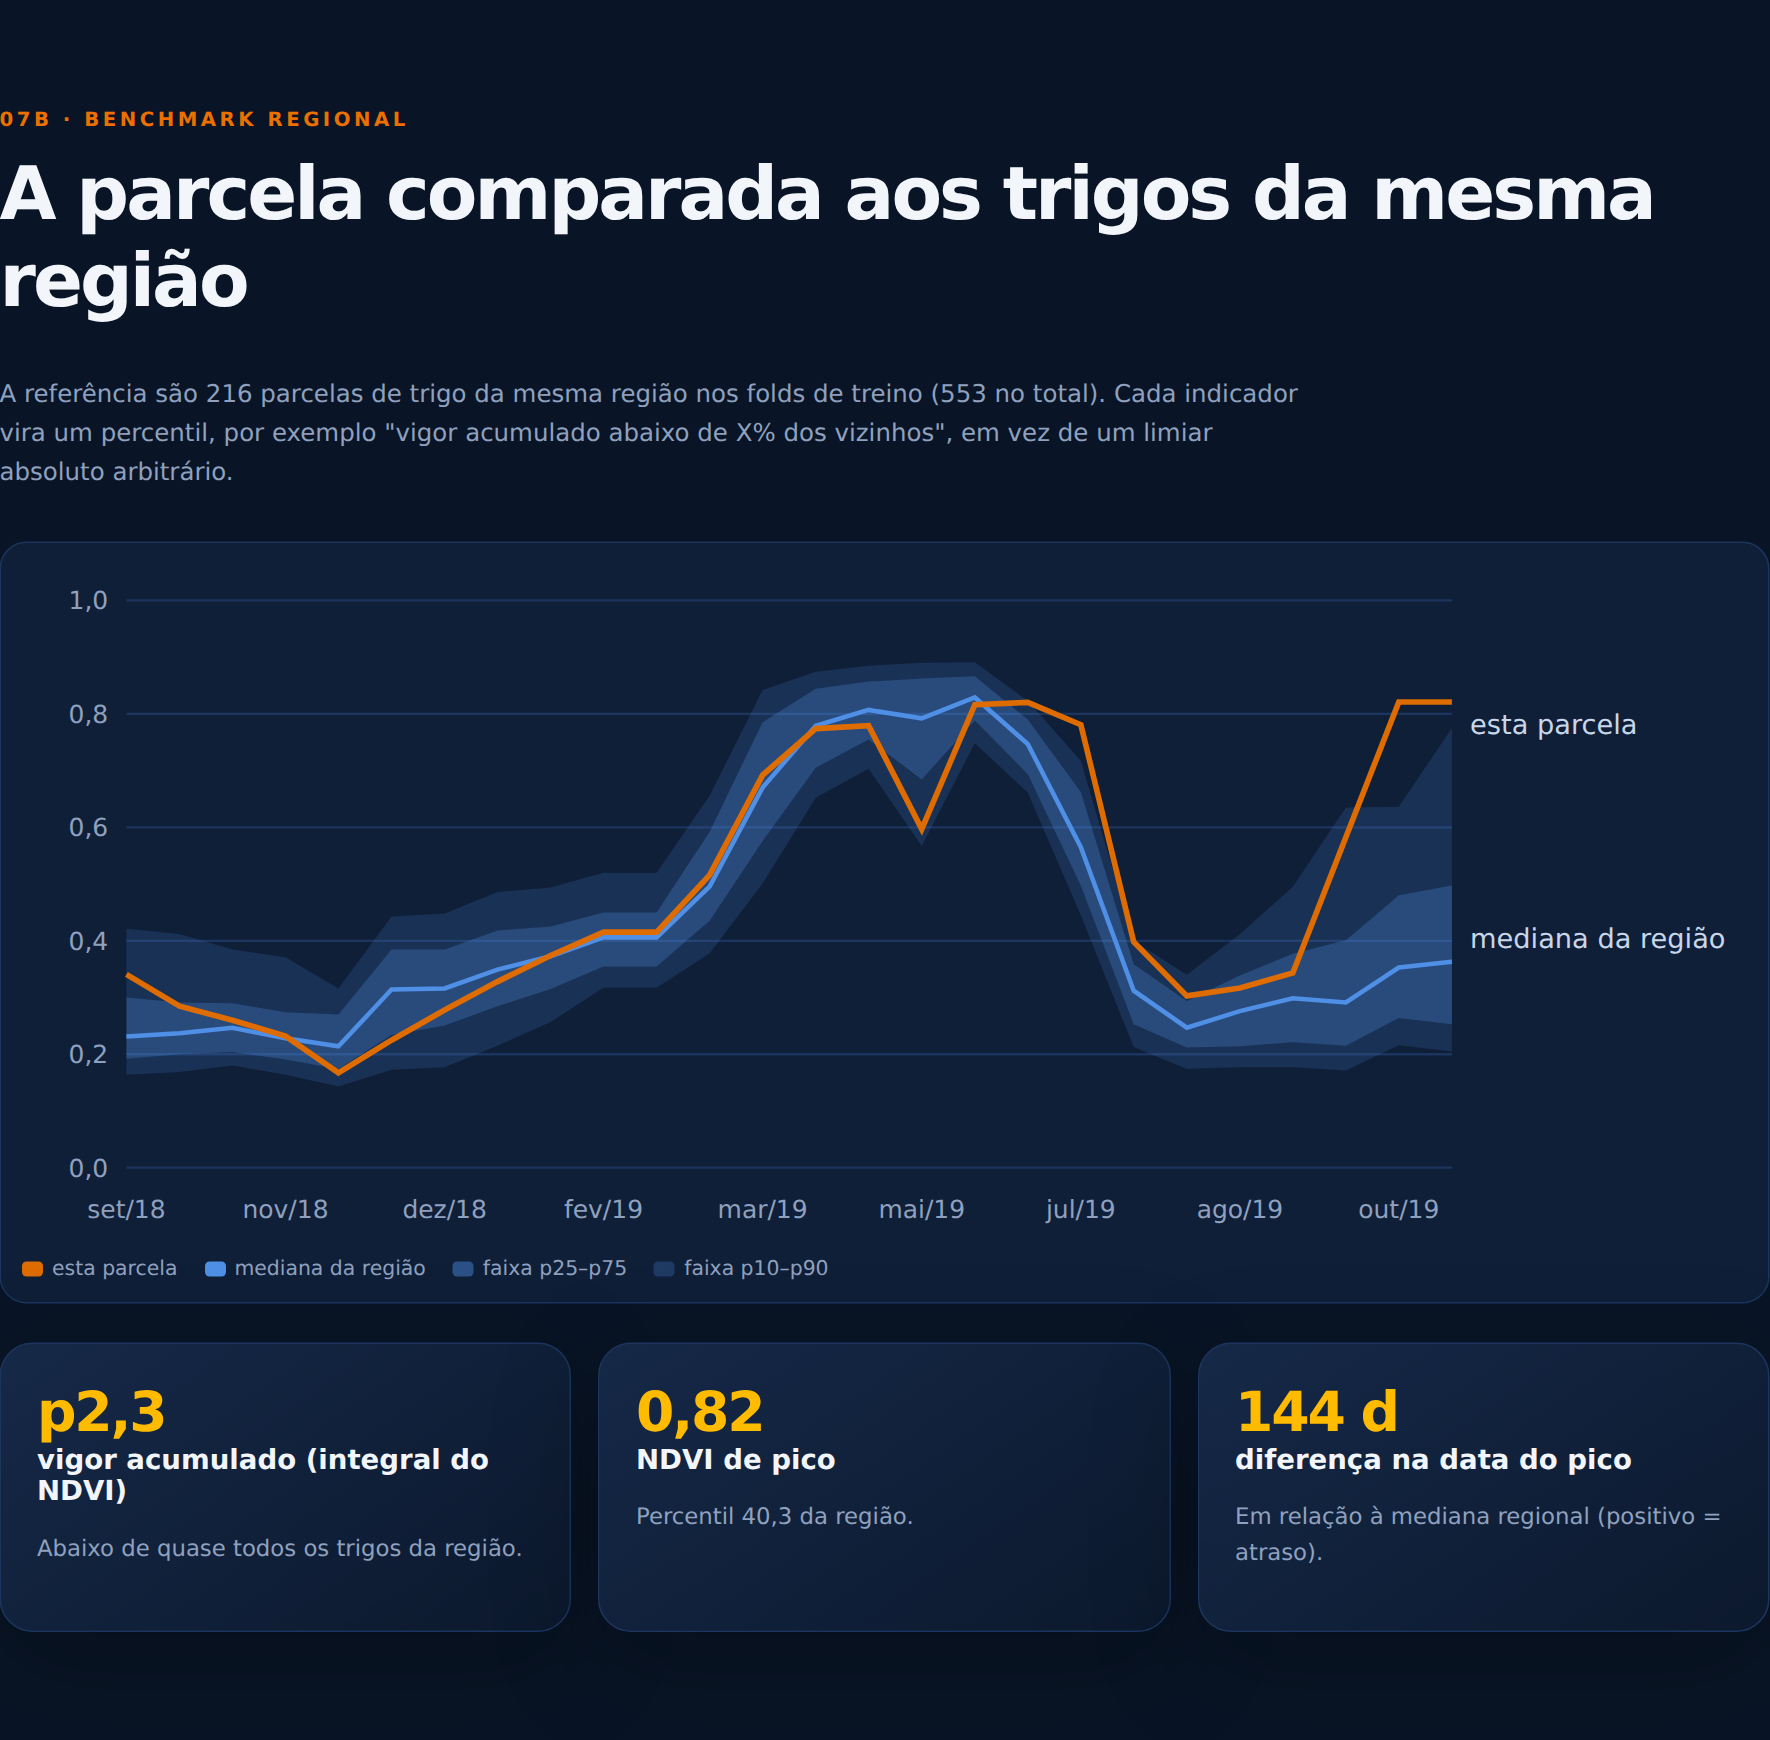 07B · BENCHMARK REGIONAL
A parcela comparada aos trigos da mesma
região
A referência são 216 parcelas de trigo da mesma região nos folds de treino (553 no total). Cada indicador
vira um percentil, por exemplo "vigor acumulado abaixo de X% dos vizinhos", em vez de um limiar
absoluto arbitrário.
1,0
0,8
0,6
0,4
0,2
0,0
esta parcela
mediana da região
set/18 nov/18 dez/18 fev/19 mar/19 mai/19 jul/19 ago/19 out/19
esta parcela mediana da região faixa p25–p75 faixa p10–p90
p2,3
vigor acumulado (integral do
NDVI)
Abaixo de quase todos os trigos da região.
0,82
NDVI de pico
Percentil 40,3 da região.
144 d
diferença na data do pico
Em relação à mediana regional (positivo =
atraso).